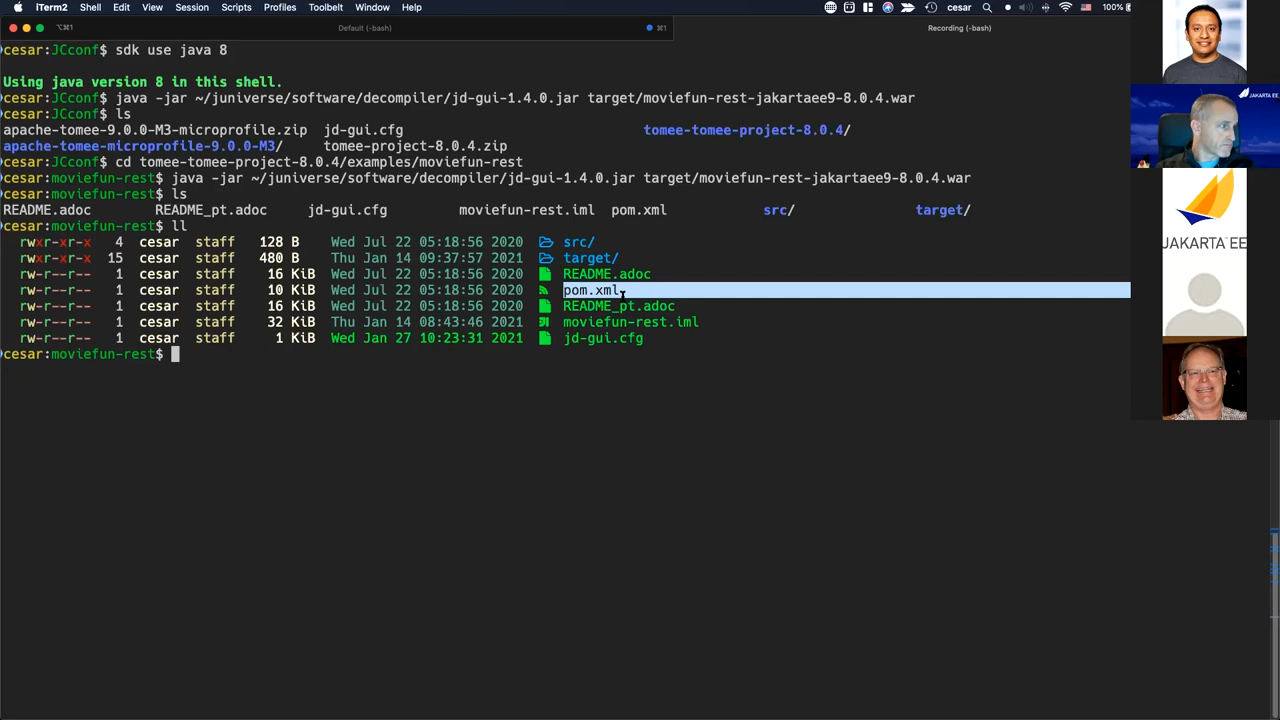 iTerm2 Shell Edit View Session Scripts Profiles Toolbelt Window Help cesar 100%
⌥⌘1 Default (-bash) ⌘1 Recording (-bash)
cesar:JCconf$ sdk use java 8
Using java version 8 in this shell.
cesar:JCconf$ java -jar ~/juniverse/software/decompiler/jd-gui-1.4.0.jar target/moviefun-rest-jakartaee9-8.0.4.war
cesar:JCconf$ ls
apache-tomee-9.0.0-M3-microprofile.zip jd-gui.cfg tomee-tomee-project-8.0.4/
apache-tomee-microprofile-9.0.0-M3/ tomee-project-8.0.4.zip
cesar:JCconf$ cd tomee-tomee-project-8.0.4/examples/moviefun-rest
cesar:moviefun-rest$ java -jar ~/juniverse/software/decompiler/jd-gui-1.4.0.jar target/moviefun-rest-jakartaee9-8.0.4.war
cesar:moviefun-rest$ ls
README.adoc README_pt.adoc jd-gui.cfg moviefun-rest.iml pom.xml src/ target/
cesar:moviefun-rest$ ll
rwxr-xr-x 4 cesar staff 128 B Wed Jul 22 05:18:56 2020 src/
rwxr-xr-x 15 cesar staff 480 B Thu Jan 14 09:37:57 2021 target/
rw-r--r-- 1 cesar staff 16 KiB Wed Jul 22 05:18:56 2020 README.adoc
rw-r--r-- 1 cesar staff 10 KiB Wed Jul 22 05:18:56 2020 pom.xml
rw-r--r-- 1 cesar staff 16 KiB Wed Jul 22 05:18:56 2020 README_pt.adoc
rw-r--r-- 1 cesar staff 32 KiB Thu Jan 14 08:43:46 2021 moviefun-rest.iml
rw-r--r-- 1 cesar staff 1 KiB Wed Jan 27 10:23:31 2021 jd-gui.cfg
cesar:moviefun-rest$
JAKARTA EE
JAKARTA EE